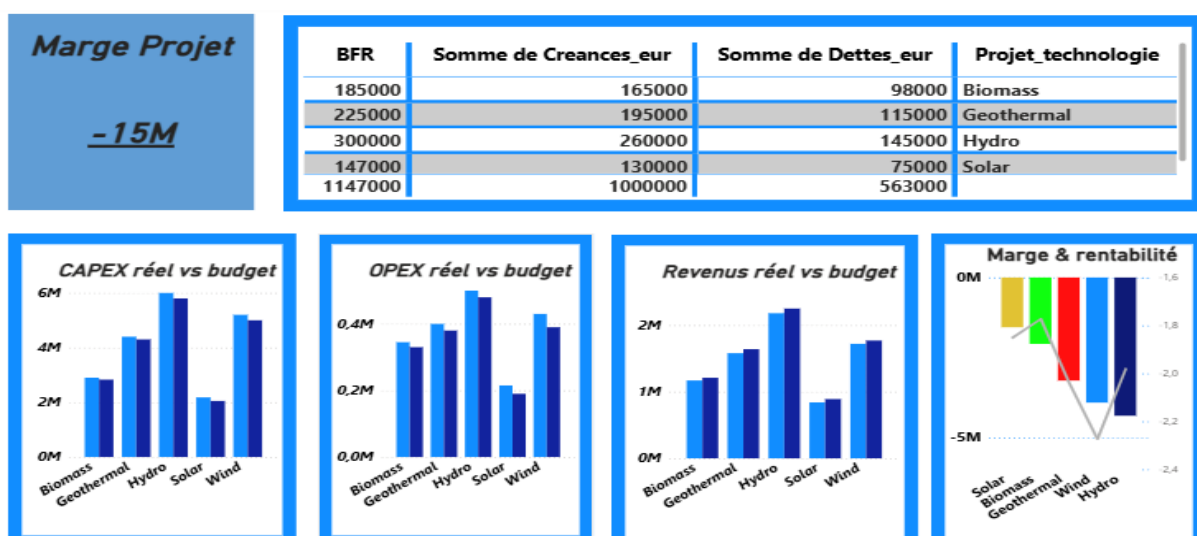 Marge Projet
-15M
BFR Somme de Creances_eur Somme de Dettes_eur Projet_technologie
185000 165000 98000 Biomass
225000 195000 115000 Geothermal
300000 260000 145000 Hydro
147000 130000 75000 Solar
1147000 1000000 563000
CAPEX réel vs budget
6M
4M
2M
0M
Biomass Geothermal Hydro Solar Wind
OPEX réel vs budget
0,4M
0,2M
0,0M
Biomass Geothermal Hydro Solar Wind
Revenus réel vs budget
2M
1M
0M
Biomass Geothermal Hydro Solar Wind
Marge & rentabilité
0M
-5M
-1,6
-1,8
-2,0
-2,2
-2,4
Solar Biomass Geothermal Wind Hydro